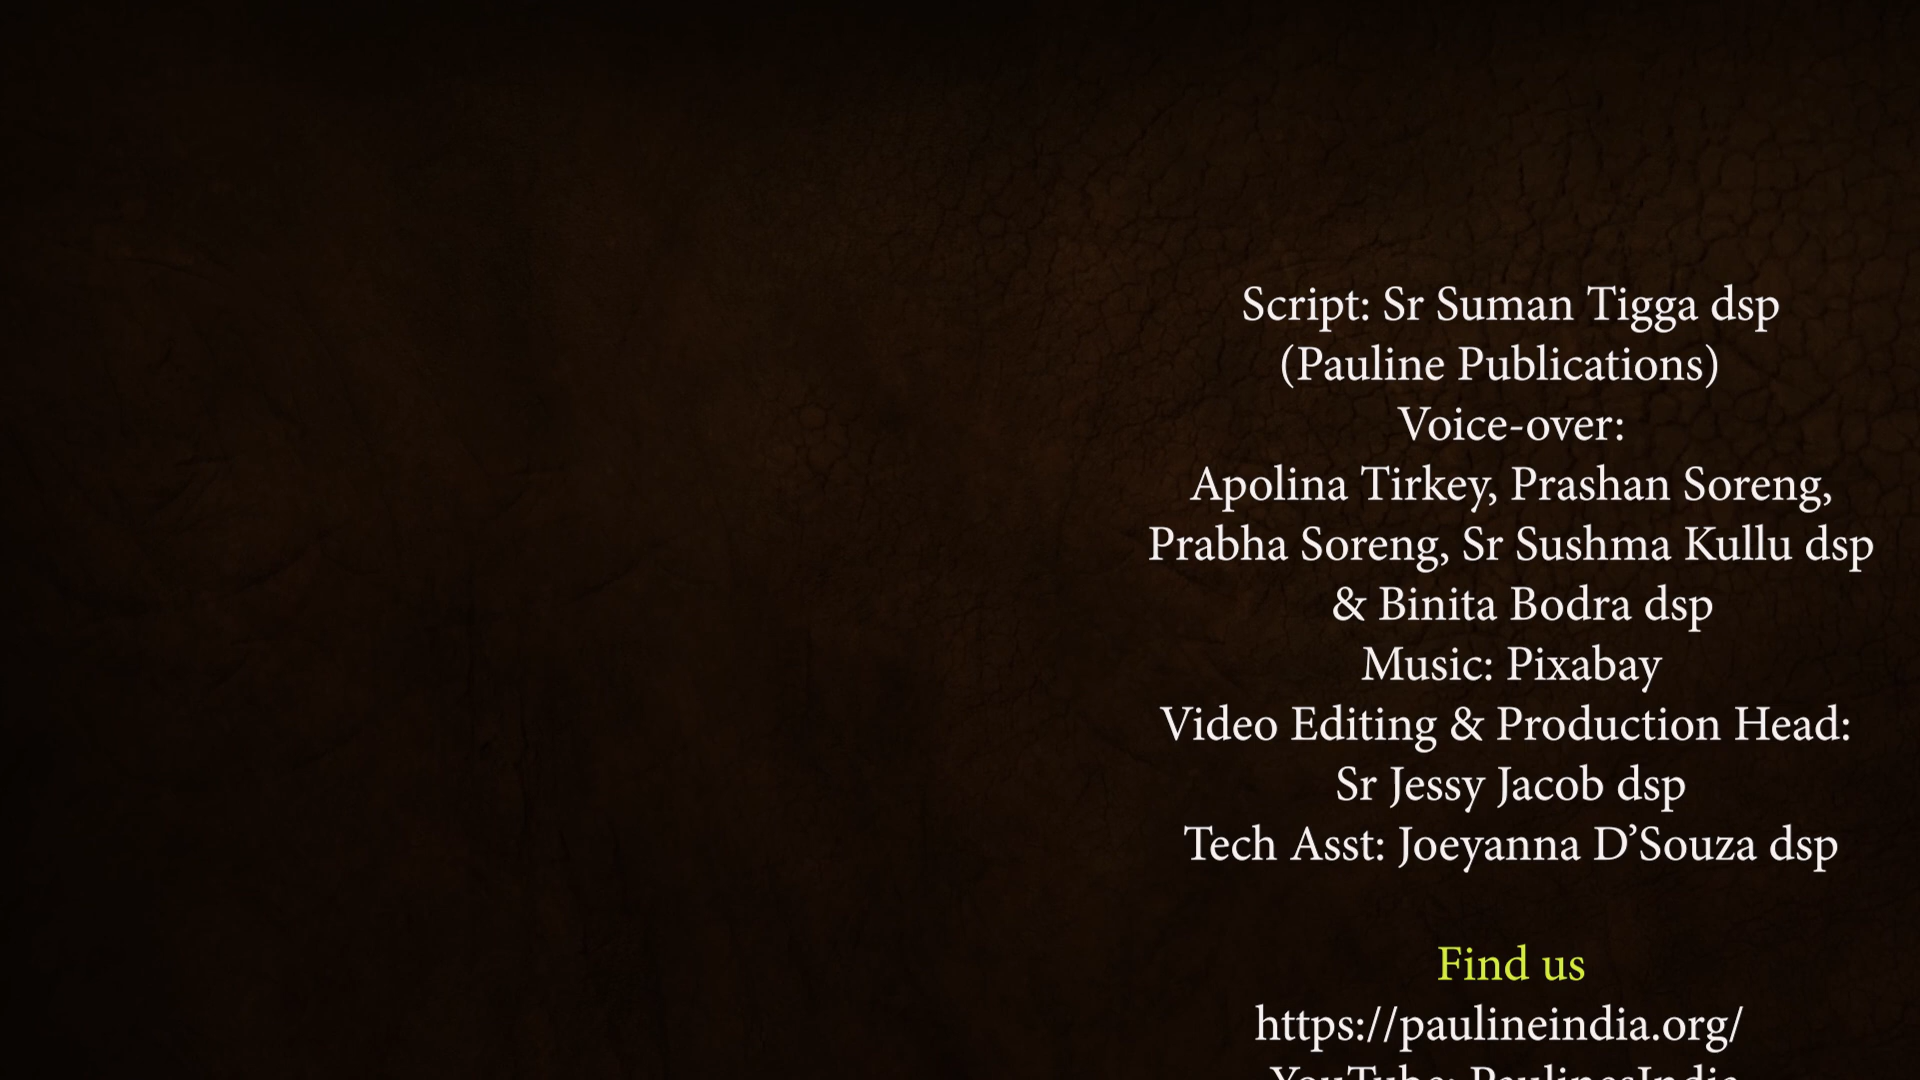 Script: Sr Suman Tigga dsp
(Pauline Publications)
Voice-over:
Apolina Tirkey, Prashan Soreng,
Prabha Soreng, Sr Sushma Kullu dsp
& Binita Bodra dsp
Music: Pixabay
Video Editing & Production Head:
Sr Jessy Jacob dsp
Tech Asst: Joeyanna D’Souza dsp
Find us
https://paulineindia.org/
YouTube: PaulinesIndia